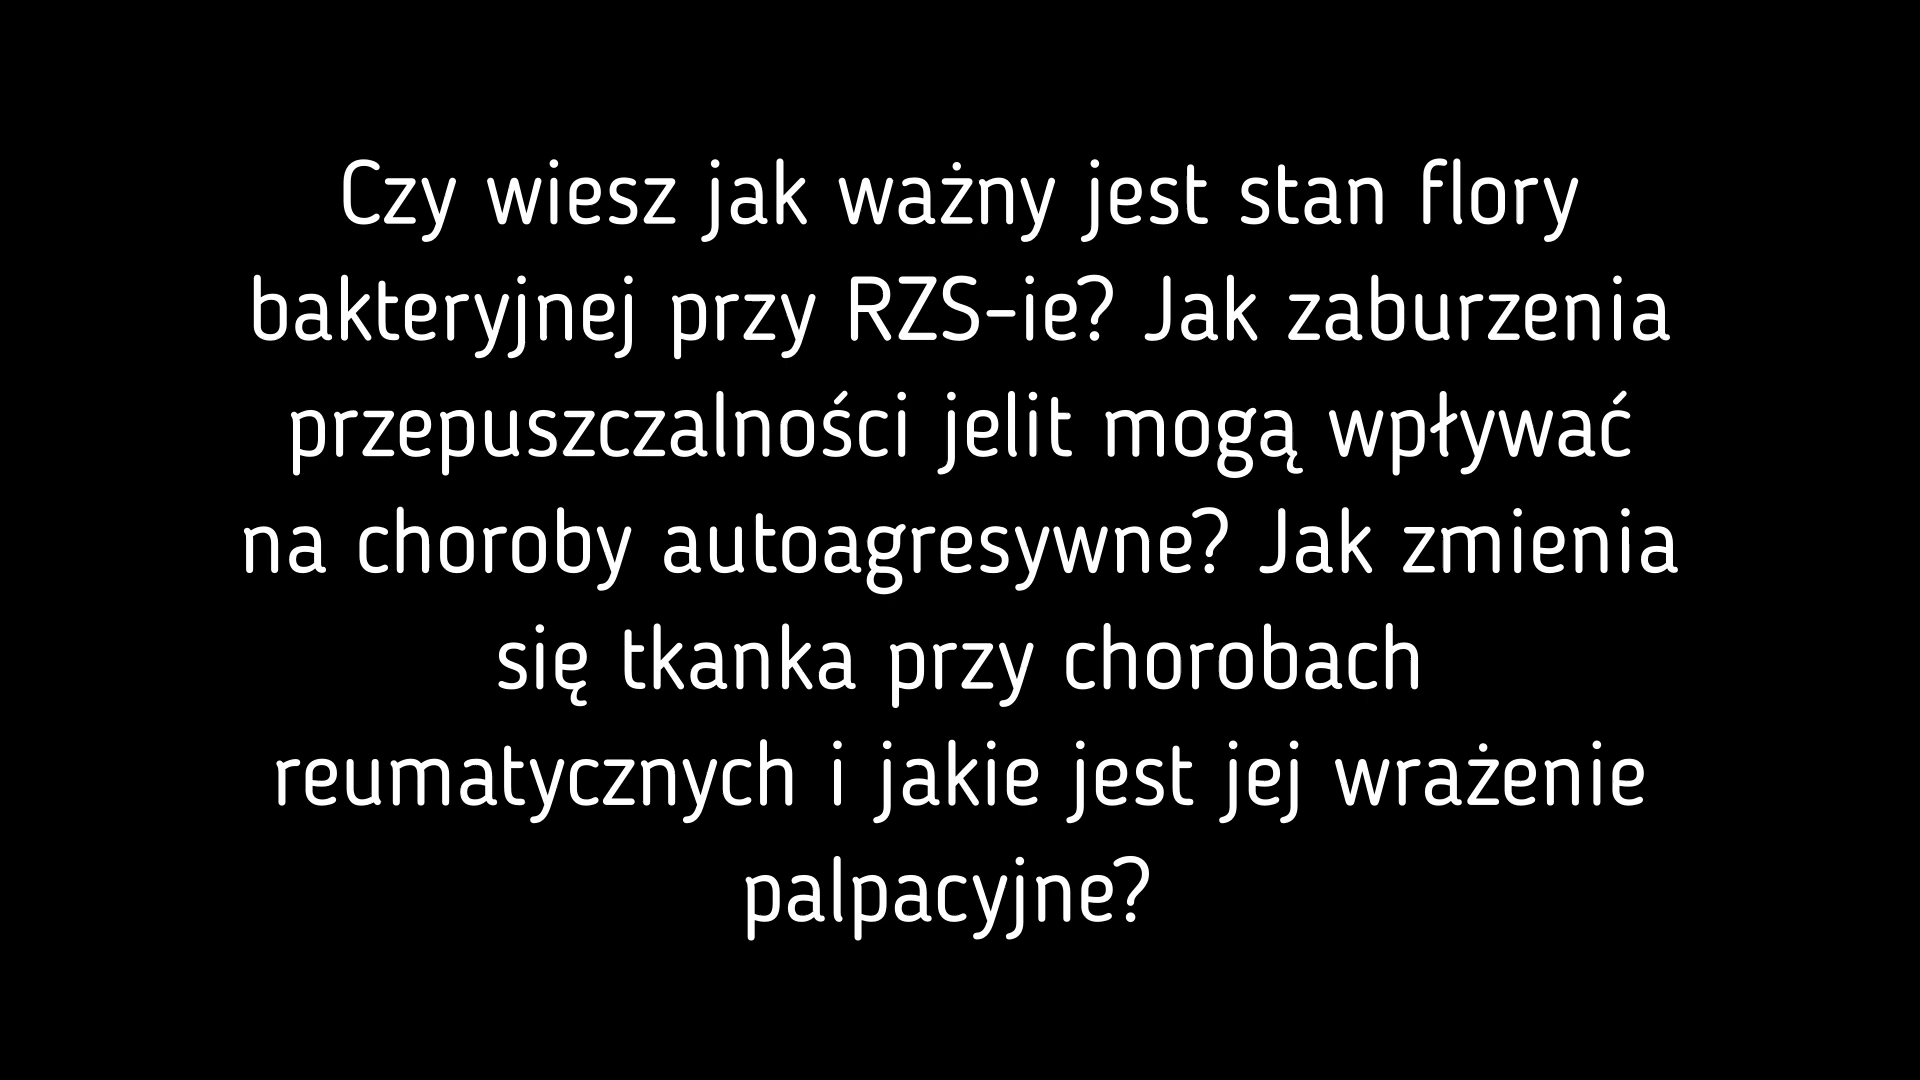 Czy wiesz jak ważny jest stan flory
bakteryjnej przy RZS-ie? Jak zaburzenia
przepuszczalności jelit mogą wpływać
na choroby autoagresywne? Jak zmienia
się tkanka przy chorobach
reumatycznych i jakie jest jej wrażenie
palpacyjne?